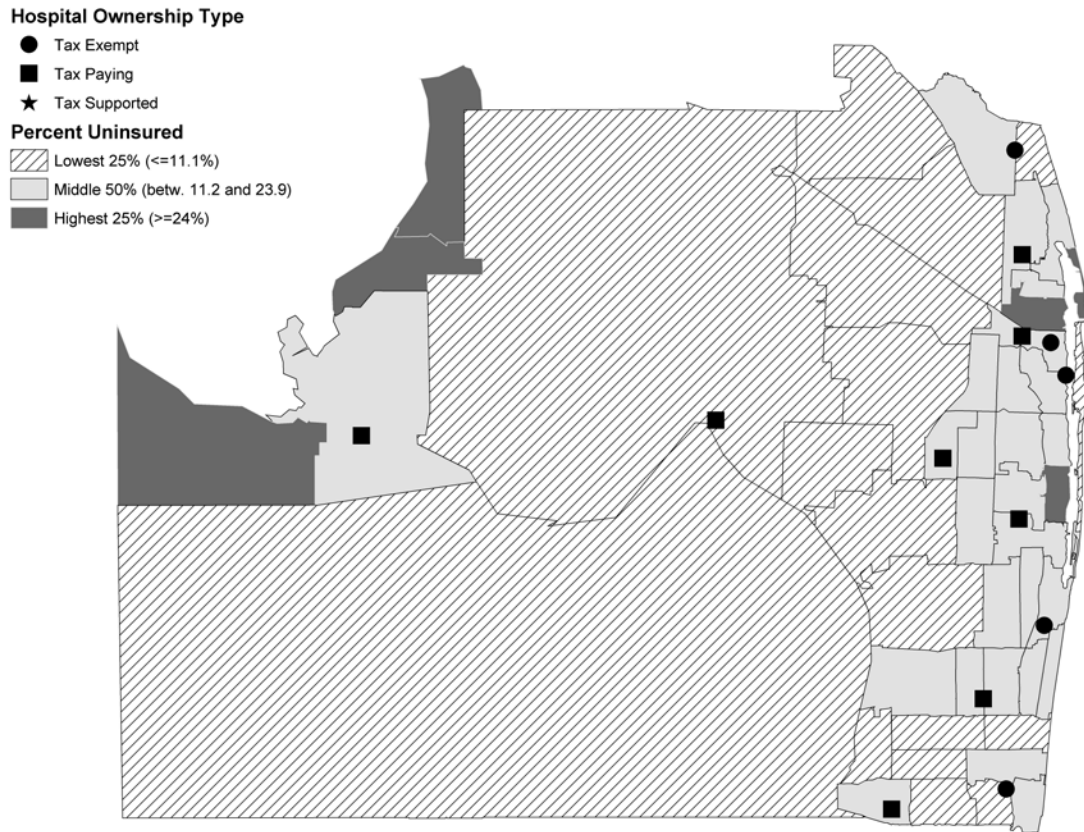 Hospital Ownership Type
Tax Exempt
Tax Paying
Tax Supported
Percent Uninsured
Lowest 25% (<=11.1%)
Middle 50% (betw. 11.2 and 23.9)
Highest 25% (>=24%)